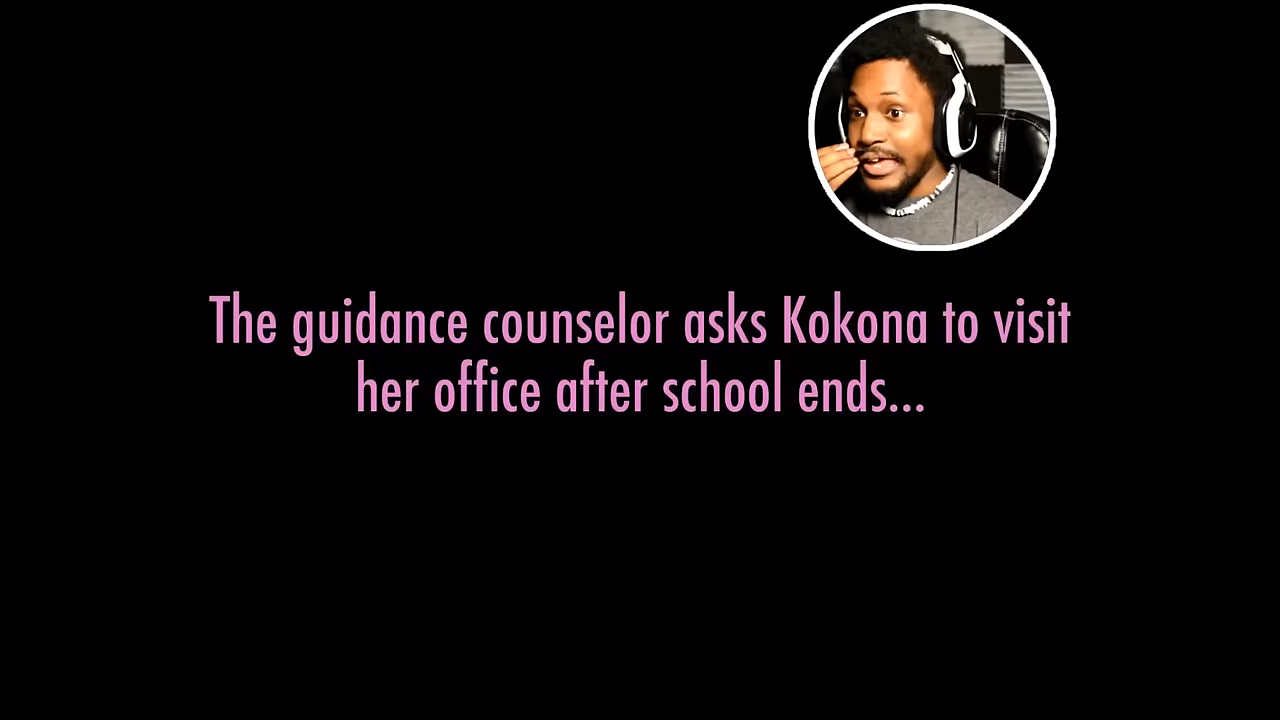 The guidance counselor asks Kokona to visit
her office after school ends...